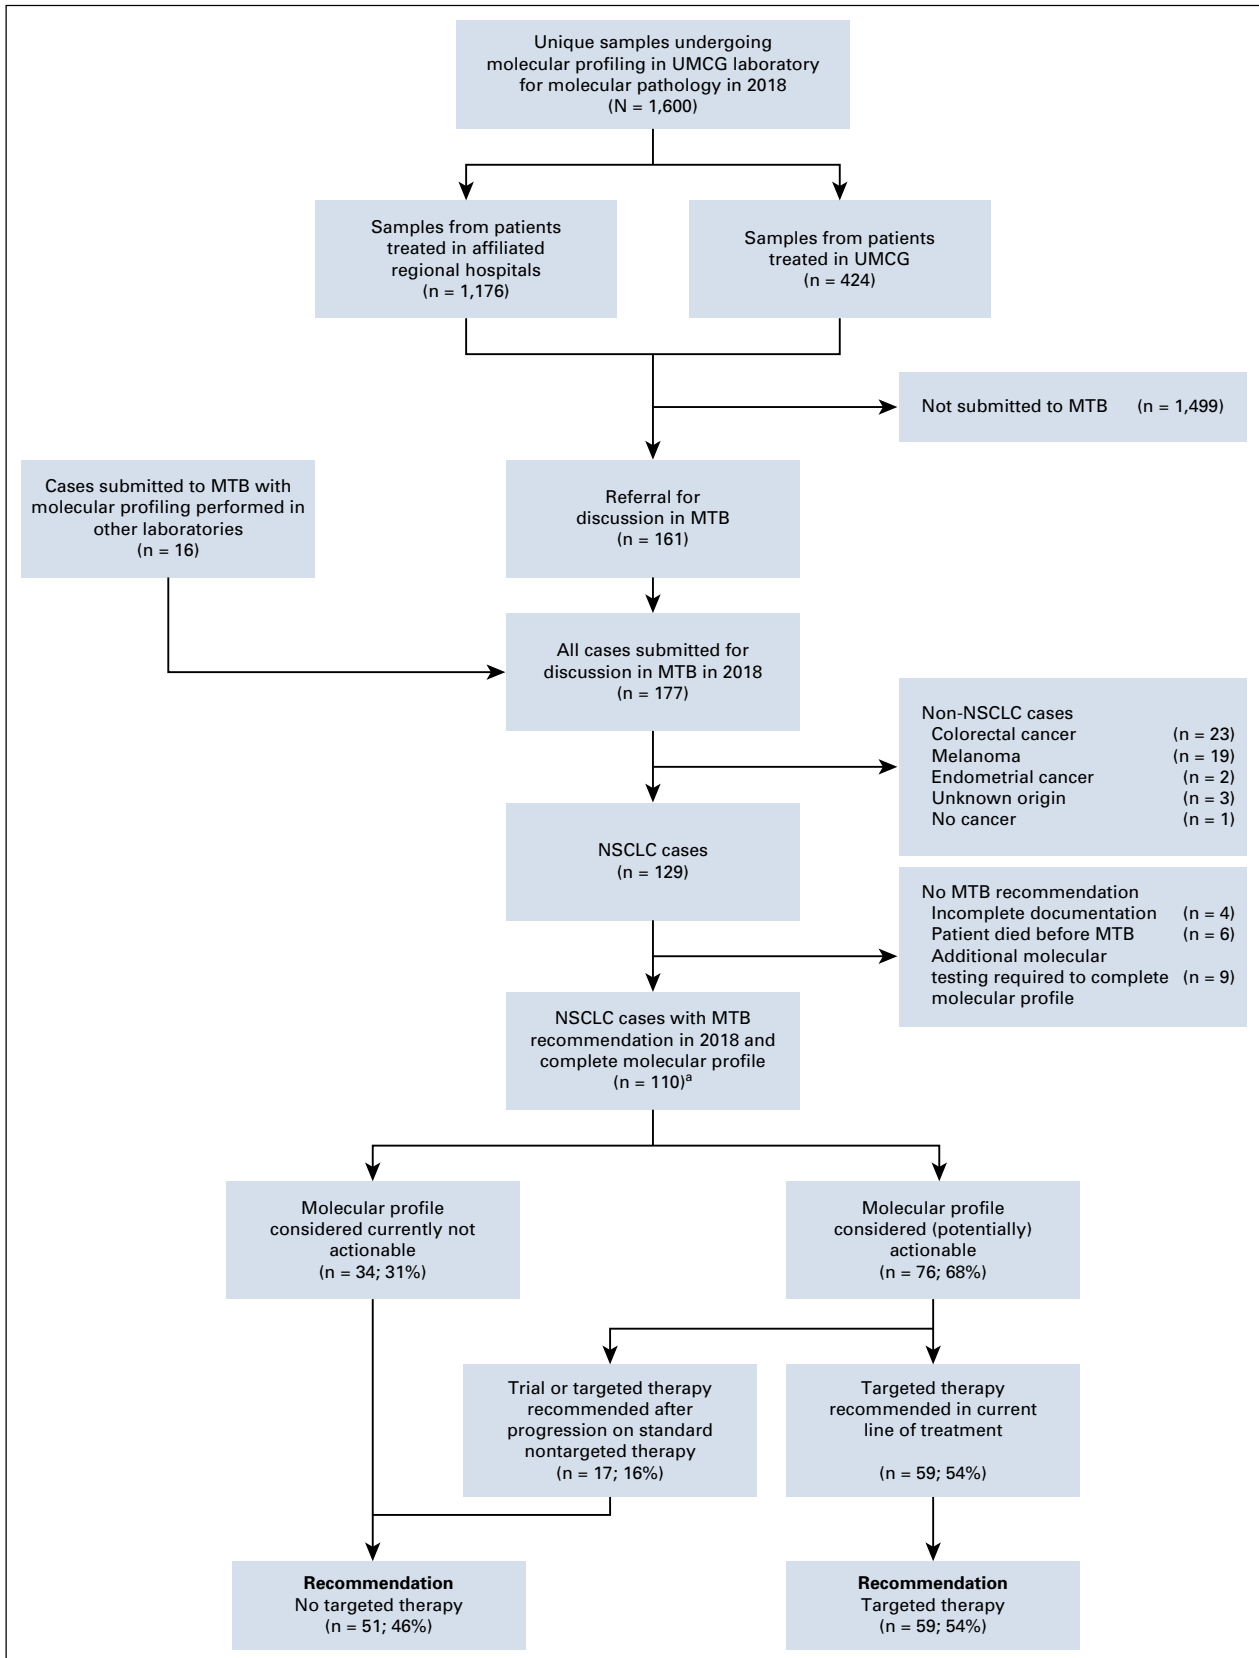 Unique samples undergoing
molecular profiling in UMCG laboratory
for molecular pathology in 2018
(N = 1,600)
Samples from patients
treated in affiliated
regional hospitals
(n = 1,176)
Samples from patients
treated in UMCG
(n = 424)
Not submitted to MTB (n = 1,499)
Cases submitted to MTB with
molecular profiling performed in
other laboratories
(n = 16)
Referral for
discussion in MTB
(n = 161)
All cases submitted for
discussion in MTB in 2018
(n = 177)
Non-NSCLC cases
Colorectal cancer (n = 23)
Melanoma (n = 19)
Endometrial cancer (n = 2)
Unknown origin (n = 3)
No cancer (n = 1)
NSCLC cases
(n = 129)
No MTB recommendation
Incomplete documentation (n = 4)
Patient died before MTB (n = 6)
Additional molecular
testing required to complete (n = 9)
molecular profile
NSCLC cases with MTB
recommendation in 2018 and
complete molecular profile
(n = 110)a
Molecular profile
considered currently not
actionable
(n = 34; 31%)
Molecular profile
considered (potentially)
actionable
(n = 76; 68%)
Trial or targeted therapy
recommended after
progression on standard
nontargeted therapy
(n = 17; 16%)
Targeted therapy
recommended in current
line of treatment
(n = 59; 54%)
Recommendation
No targeted therapy
(n = 51; 46%)
Recommendation
Targeted therapy
(n = 59; 54%)